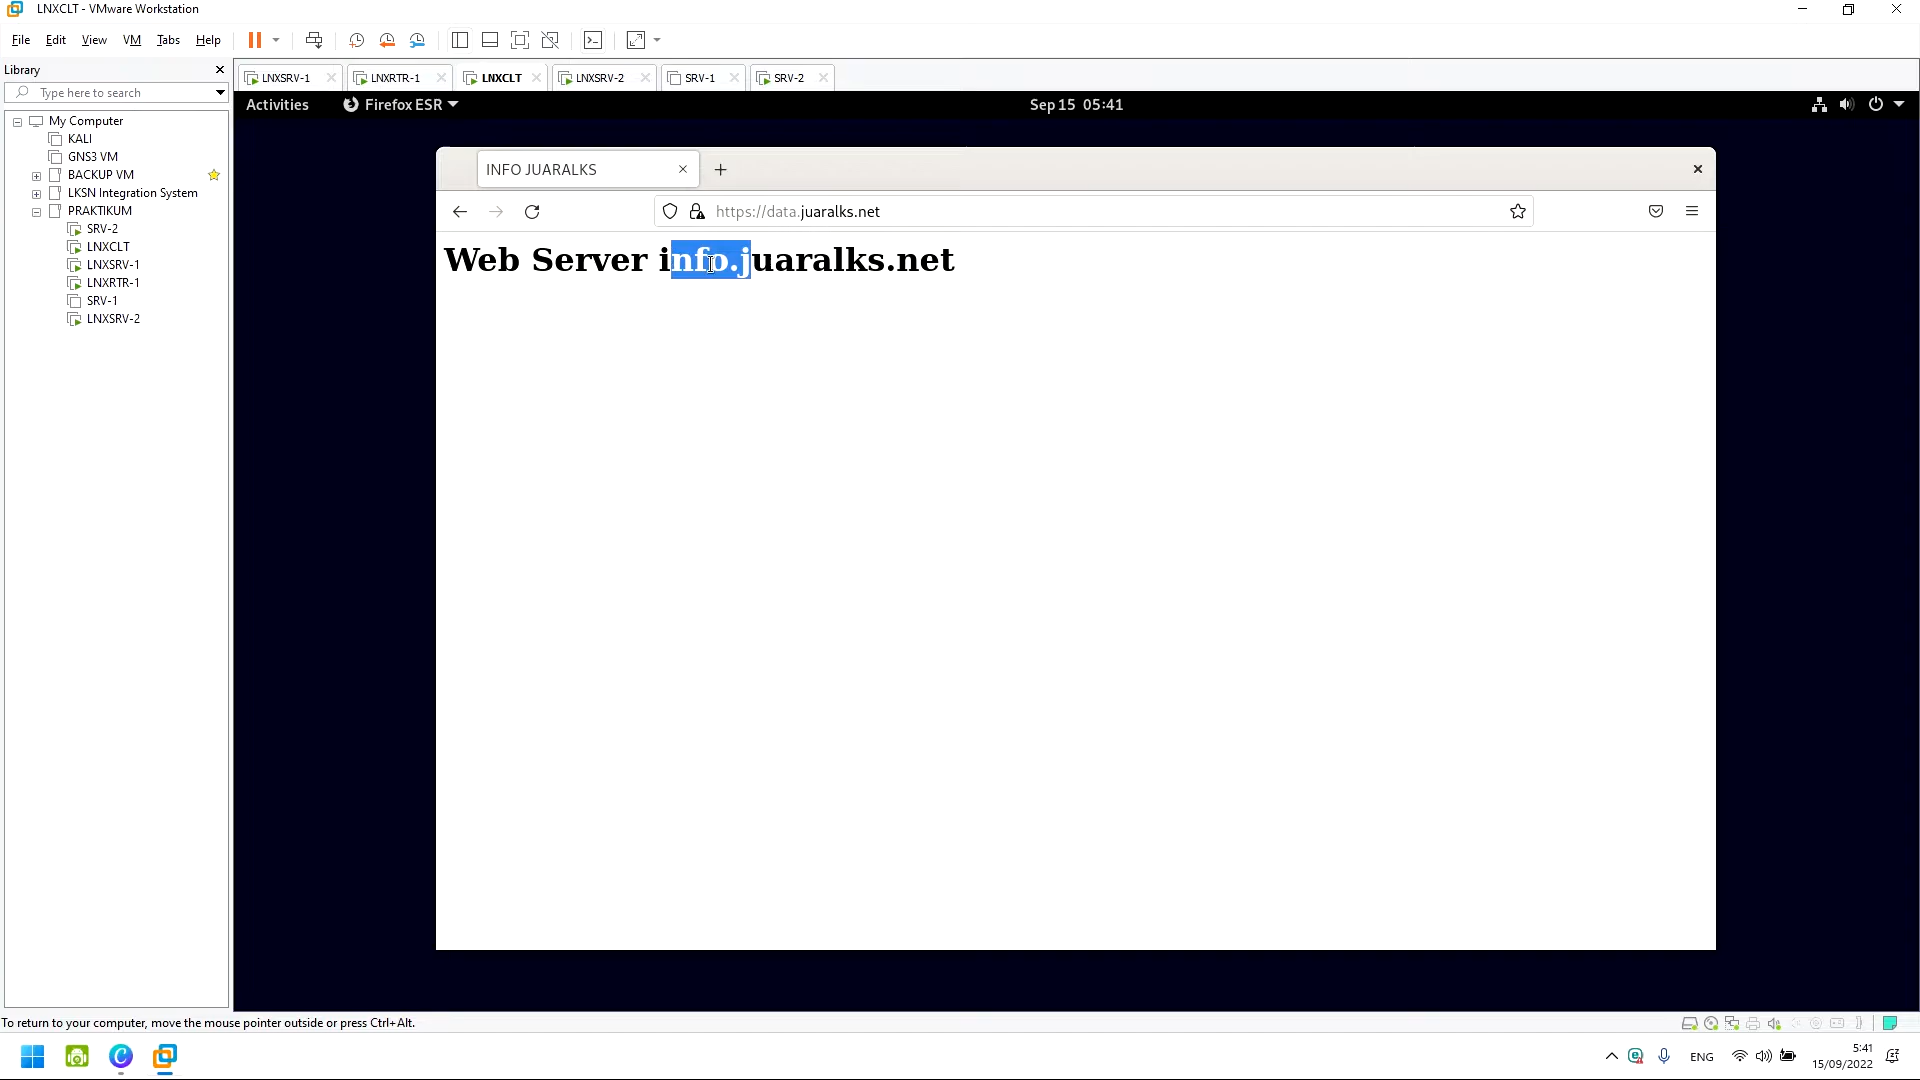 LNXCLT - VMware Workstation
File Edit View VM Tabs Help
Library
Type here to search
My Computer
KALI
GNS3 VM
BACKUP VM
LKSN Integration System
PRAKTIKUM
SRV-2
LNXCLT
LNXSRV-1
LNXRTR-1
SRV-1
LNXSRV-2
LNXSRV-1 LNXRTR-1 LNXCLT LNXSRV-2 SRV-1 SRV-2
Activities Firefox ESR Sep 15 05:41
INFO JUARALKS
https://data.juaralks.net
Web Server info.juaralks.net
To return to your computer, move the mouse pointer outside or press Ctrl+Alt.
ENG
5:41
15/09/2022